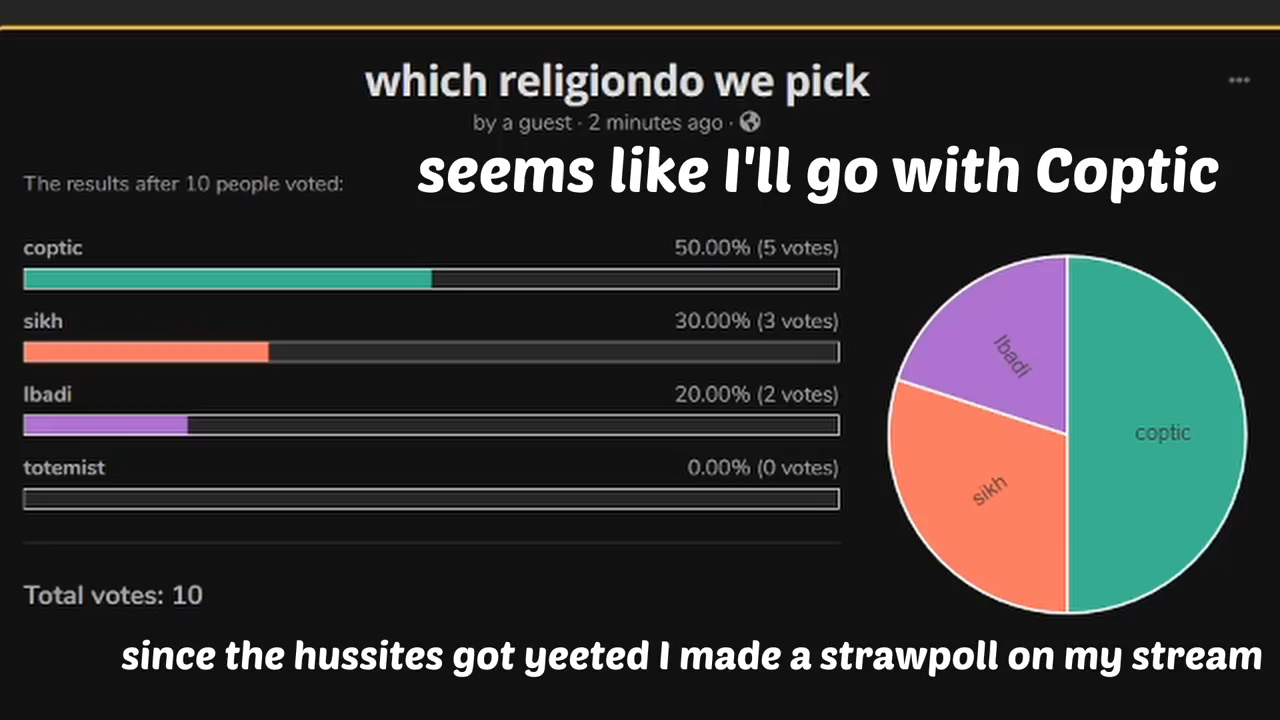 which religiondo we pick
by a guest · 2 minutes ago ·
seems like I'll go with Coptic
The results after 10 people voted:
coptic 50.00% (5 votes)
sikh 30.00% (3 votes)
Ibadi 20.00% (2 votes)
totemist 0.00% (0 votes)
Ibadi
coptic
sikh
Total votes: 10
since the hussites got yeeted I made a strawpoll on my stream